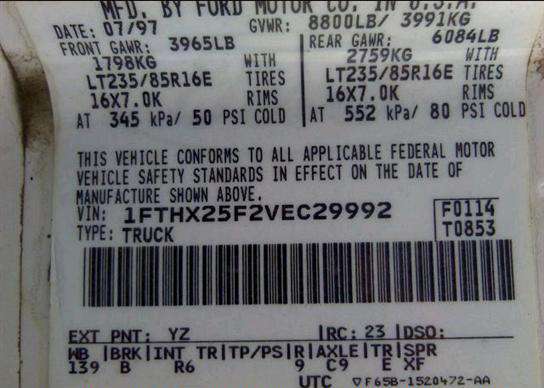 MFD. BY FORD MOTOR CO. IN U.S.A.
DATE: 07/97 GVWR: 8800LB/ 3991KG
FRONT GAWR: 3965LB REAR GAWR: 6084LB
1798KG WITH 2759KG WITH
LT235/85R16E TIRES LT235/85R16E TIRES
16X7.0K RIMS 16X7.0K RIMS
AT 345 kPa/ 50 PSI COLD AT 552 kPa/ 80 PSI COLD
THIS VEHICLE CONFORMS TO ALL APPLICABLE FEDERAL MOTOR
VEHICLE SAFETY STANDARDS IN EFFECT ON THE DATE OF
MANUFACTURE SHOWN ABOVE.
VIN: 1FTHX25F2VEC29992 F0114
TYPE: TRUCK T0853
EXT PNT: YZ RC: 23 DSO:
WB BRK INT TR TP/PS R AXLE TR SPR
139 B R6 9 C9 E XF
UTC ▽F65B-1520472-AA